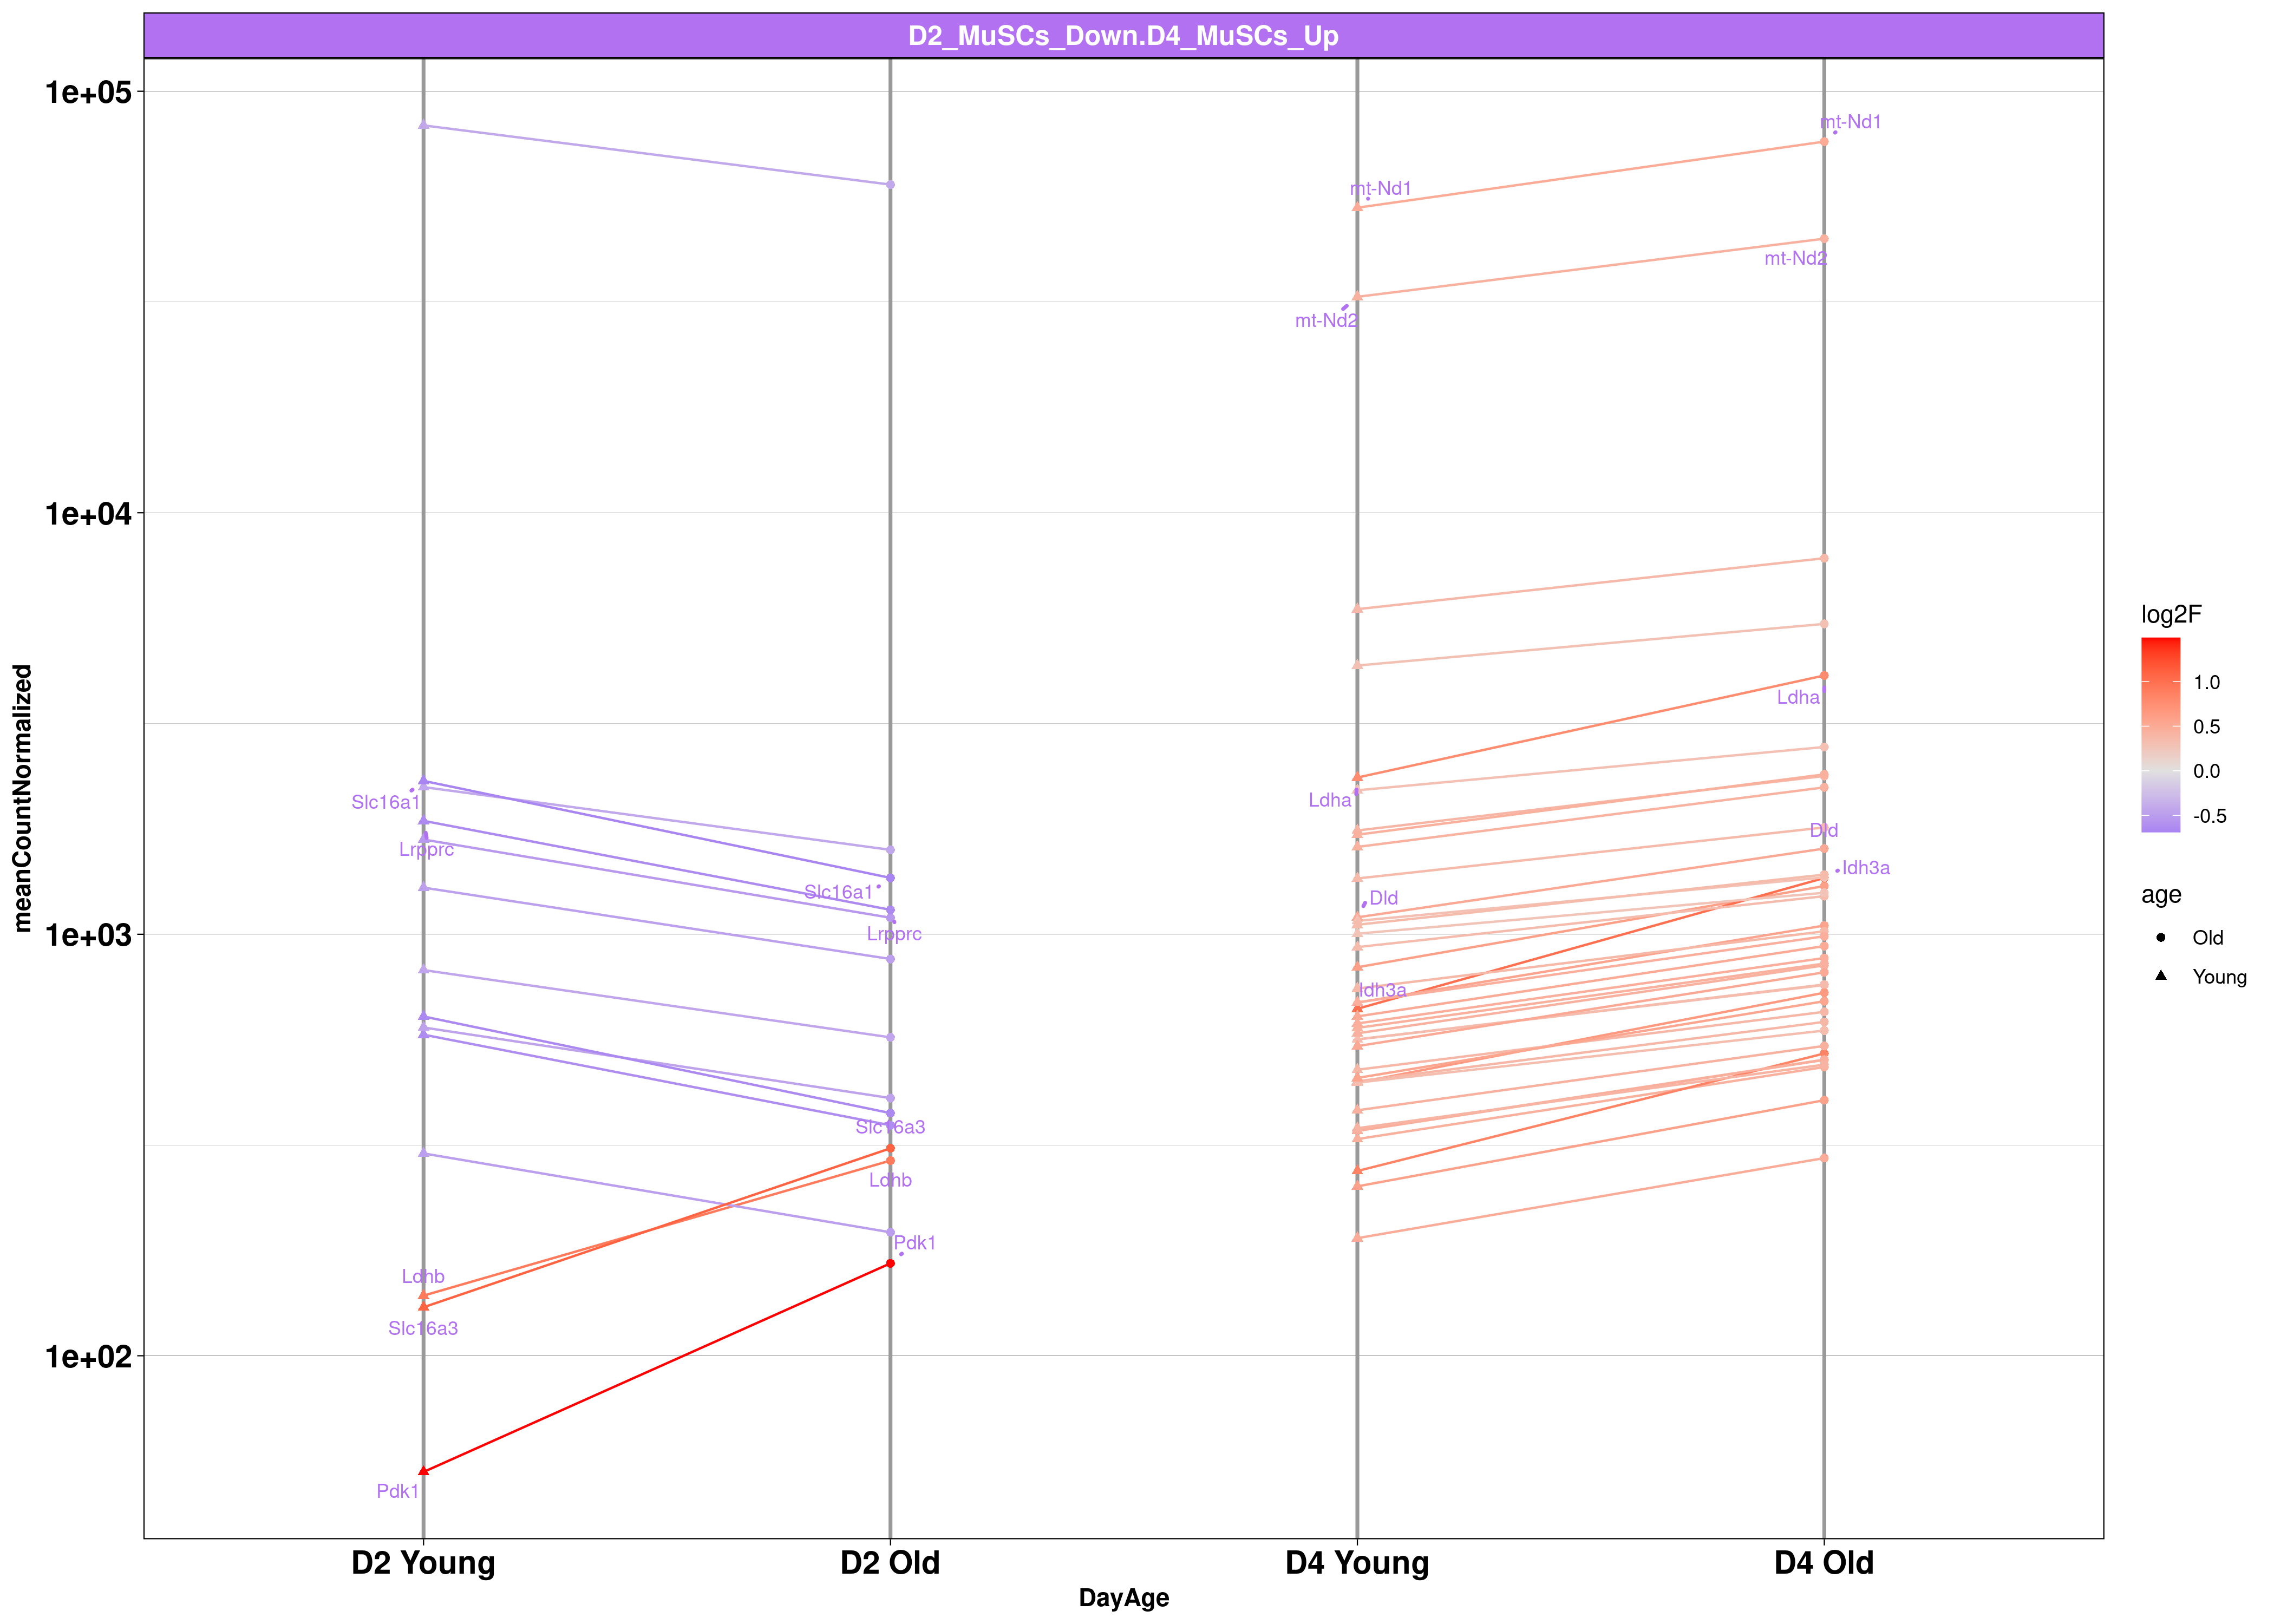 D2_MuSCs_Down.D4_MuSCs_Up
1e+05
1e+04
1e+03
1e+02
meanCountNormalized
mt-Nd1
mt-Nd1
mt-Nd2
mt-Nd2
Ldha
Ldha
Slc16a1
Lrpprc
Dld
Idh3a
Slc16a1
Dld
Lrpprc
Idh3a
Slc16a3
Ldhb
Pdk1
Ldhb
Slc16a3
Pdk1
D2 Young
D2 Old
D4 Young
D4 Old
DayAge
log2F
1.0
0.5
0.0
-0.5
age
Old
Young